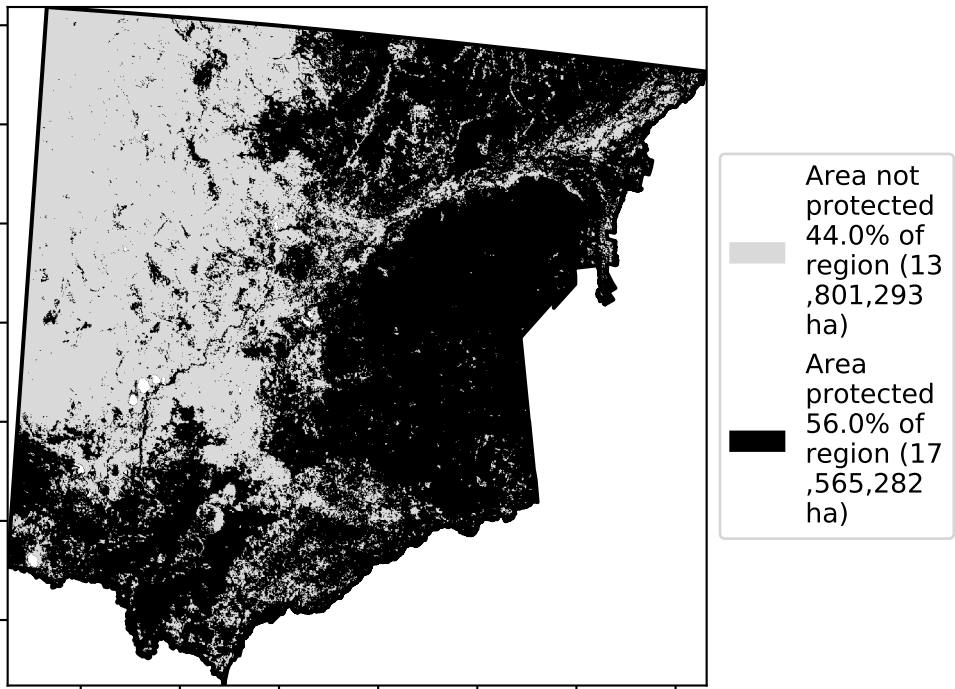 Area not
protected
44.0% of
region (13
,801,293
ha)
Area
protected
56.0% of
region (17
,565,282
ha)